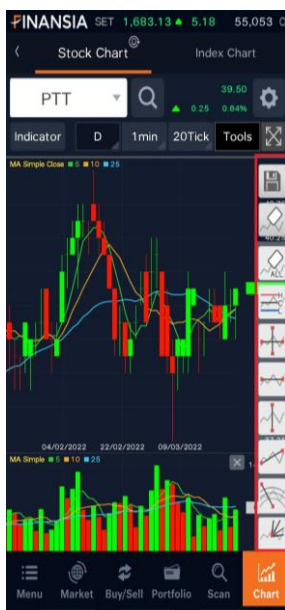 FINANSIA SET 1,683.13 ▲ 5.18 55,053
Stock Chart Index Chart
PTT 39.50
▲ 0.25 0.64%
Indicator D 1min 20Tick Tools
MA Simple Close ■ 5 ■ 10 ■ 25
ALL
04/02/2022 22/02/2022 09/03/2022
MA Simple ■ 5 ■ 10 ■ 25
Menu Market Buy/Sell Portfolio Scan Chart